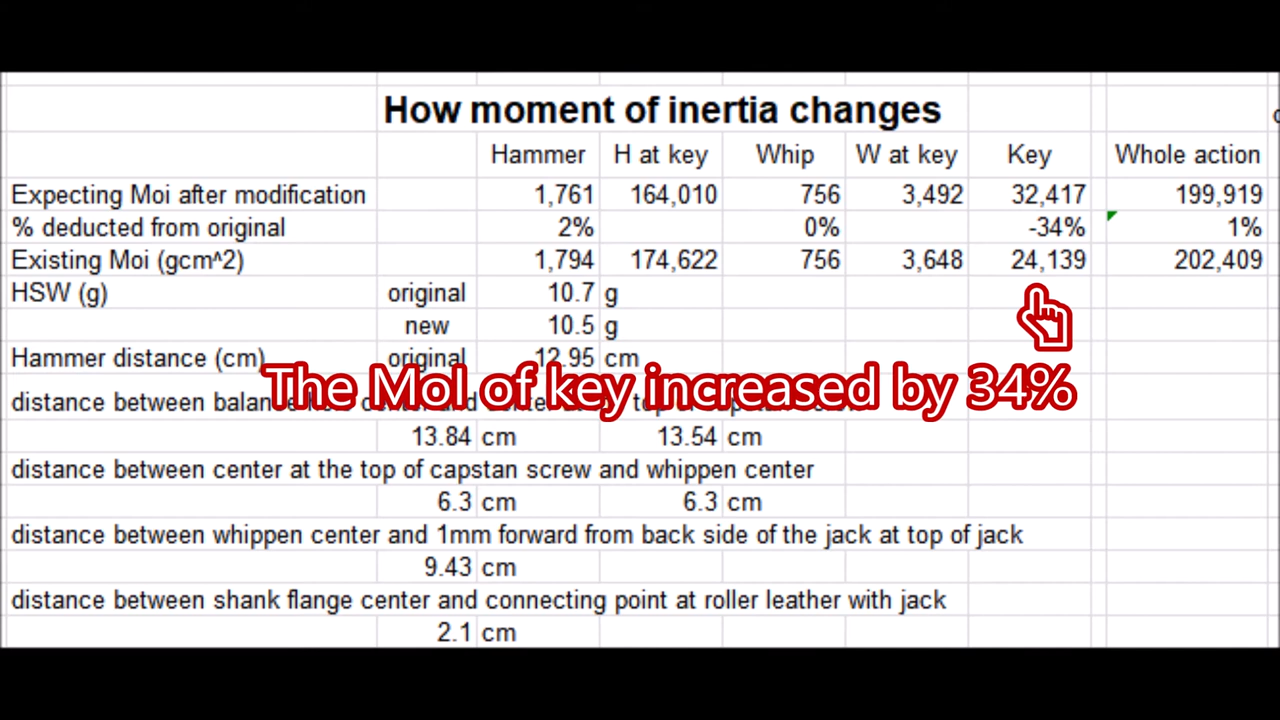 How moment of inertia changes
Hammer H at key Whip W at key Key Whole action
Expecting Moi after modification 1,761 164,010 756 3,492 32,417 199,919
% deducted from original 2% 0% -34% 1%
Existing Moi (gcm^2) 1,794 174,622 756 3,648 24,139 202,409
HSW (g) original 10.7 g
new 10.5 g
Hammer distance (cm) original 12.95 cm
The MoI of key increased by 34%
distance between balance
13.84 cm 13.54 cm
distance between center at the top of capstan screw and whippen center
6.3 cm 6.3 cm
distance between whippen center and 1mm forward from back side of the jack at top of jack
9.43 cm
distance between shank flange center and connecting point at roller leather with jack
2.1 cm